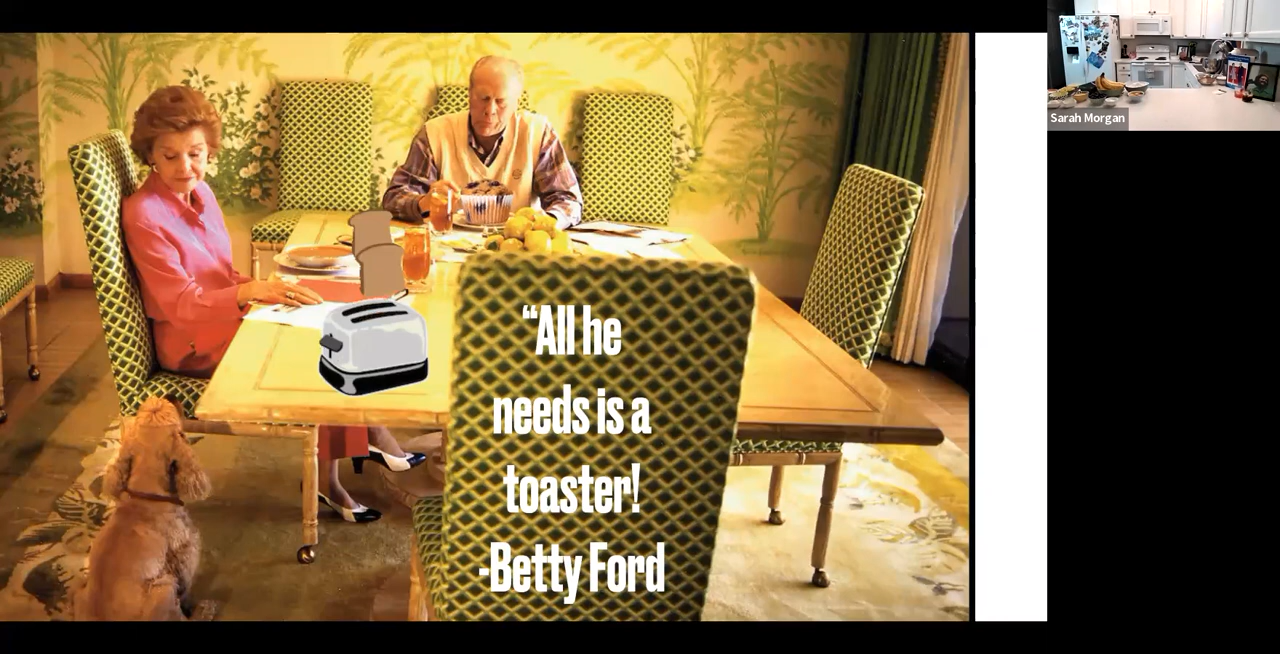 “All he
needs is a
toaster!
-Betty Ford
Sarah Morgan